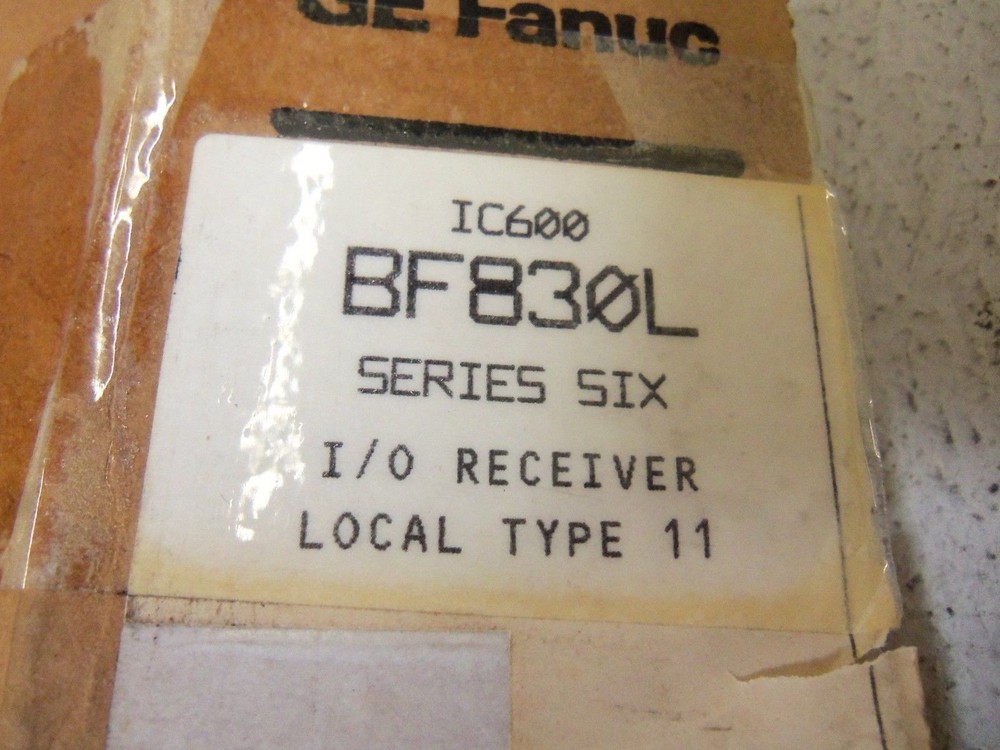 GE Fanuc
IC600
BF830L
SERIES SIX
I/O RECEIVER
LOCAL TYPE 11